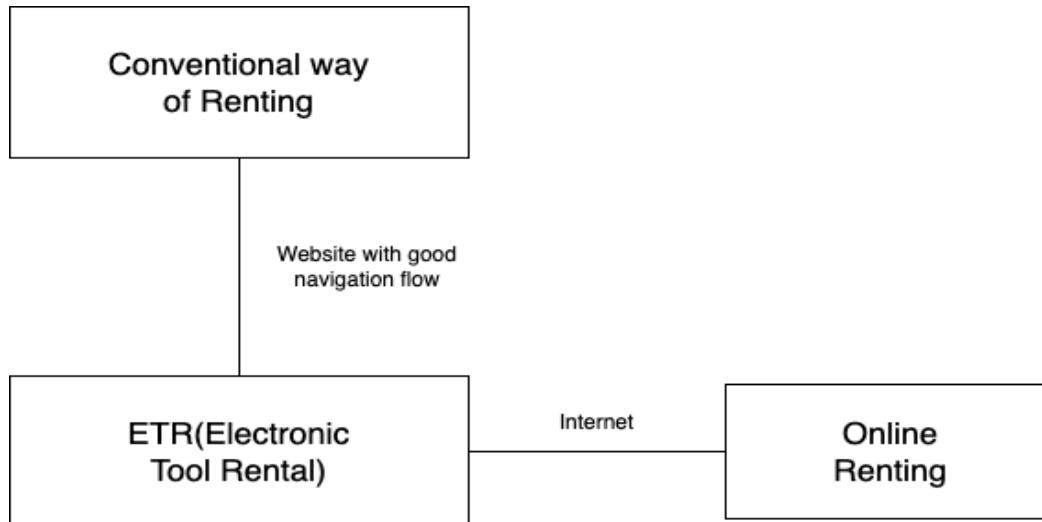 Conventional way
of Renting
Website with good
navigation flow
ETR(Electronic
Tool Rental)
Internet
Online
Renting